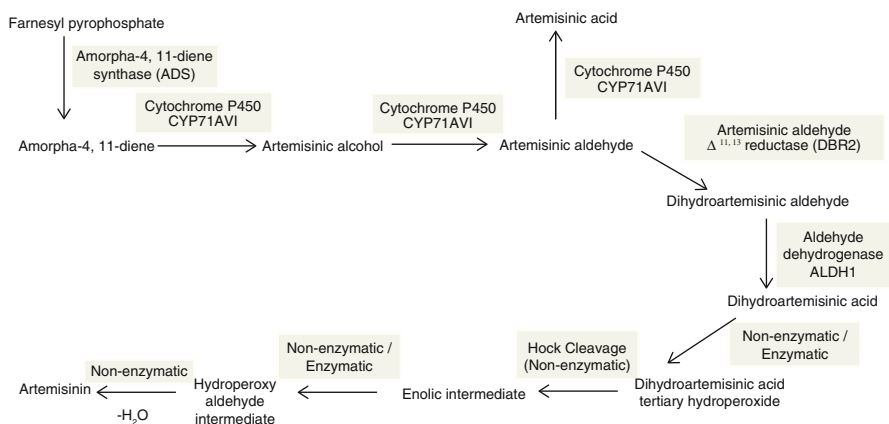 Farnesyl pyrophosphate
Amorpha-4, 11-diene
synthase (ADS)
Artemisinic acid
Cytochrome P450
CYP71AVI
Cytochrome P450
CYP71AVI
Cytochrome P450
CYP71AVI
Amorpha-4, 11-diene
Artemisinic alcohol
Artemisinic aldehyde
Artemisinic aldehyde
Δ 11, 13 reductase (DBR2)
Dihydroartemisinic aldehyde
Aldehyde
dehydrogenase
ALDH1
Dihydroartemisinic acid
Non-enzymatic /
Enzymatic
Dihydroartemisinic acid
tertiary hydroperoxide
Hock Cleavage
(Non-enzymatic)
Enolic intermediate
Non-enzymatic /
Enzymatic
Hydroperoxy
aldehyde
intermediate
Non-enzymatic
-H₂O
Artemisinin